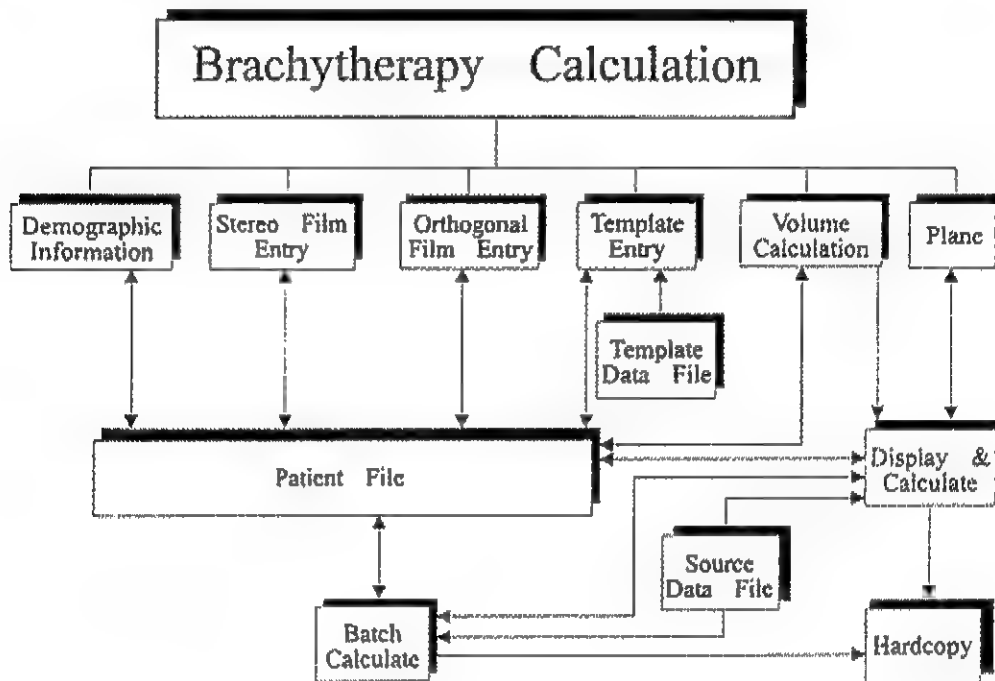 Brachytherapy Calculation
Demographic
Information
Stereo Film
Entry
Orthogonal
Film Entry
Template
Entry
Volume
Calculation
Plane
Template
Data File
Patient File
Display &
Calculate
Source
Data File
Batch
Calculate
Hardcopy